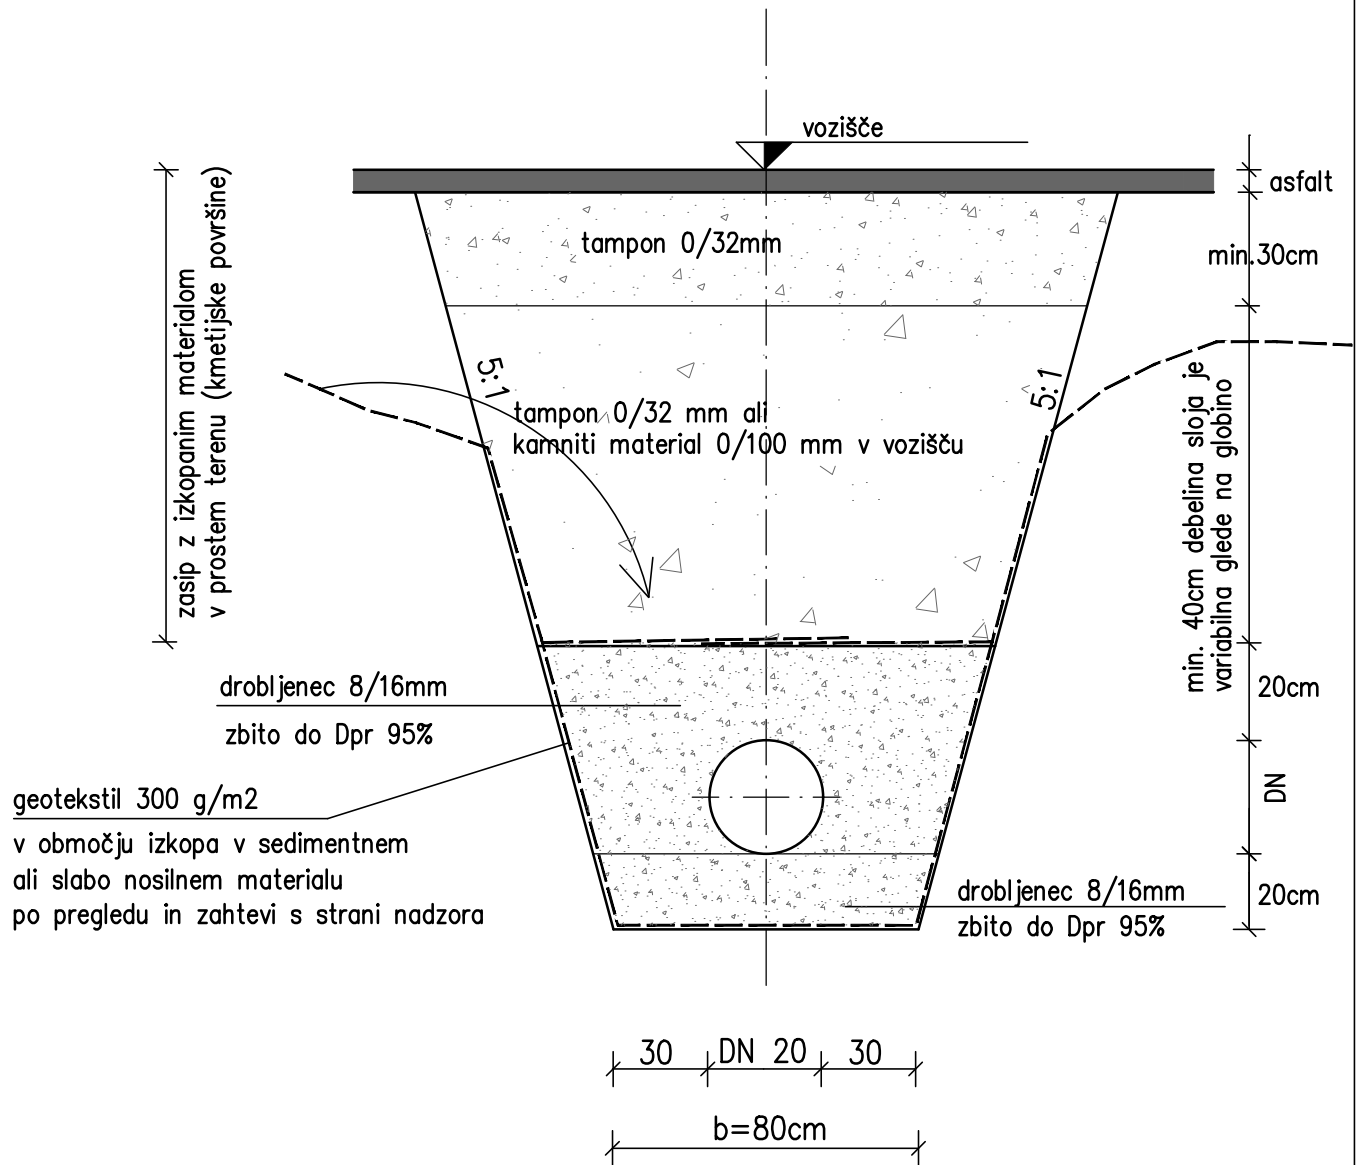 vozišče
asfalt
tampon 0/32mm
min.30cm
zasip z izkopanim materialom
v prostem terenu (kmetijske površine)
5:1
5:1
tampon 0/32 mm ali
kamniti material 0/100 mm v vozišču
min. 40cm debelina sloja je
variabilna glede na globino
drobljenec 8/16mm
zbito do Dpr 95%
20cm
geotekstil 300 g/m2
v območju izkopa v sedimentnem
ali slabo nosilnem materialu
po pregledu in zahtevi s strani nadzora
DN
drobljenec 8/16mm
zbito do Dpr 95%
20cm
30 DN 20 30
b=80cm